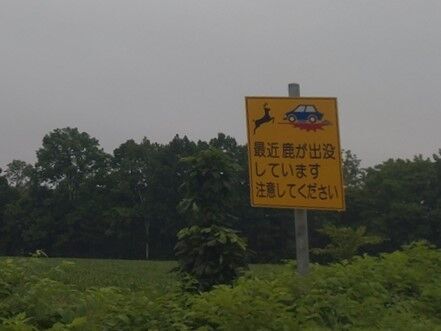 最近鹿が出没
しています
注意してください